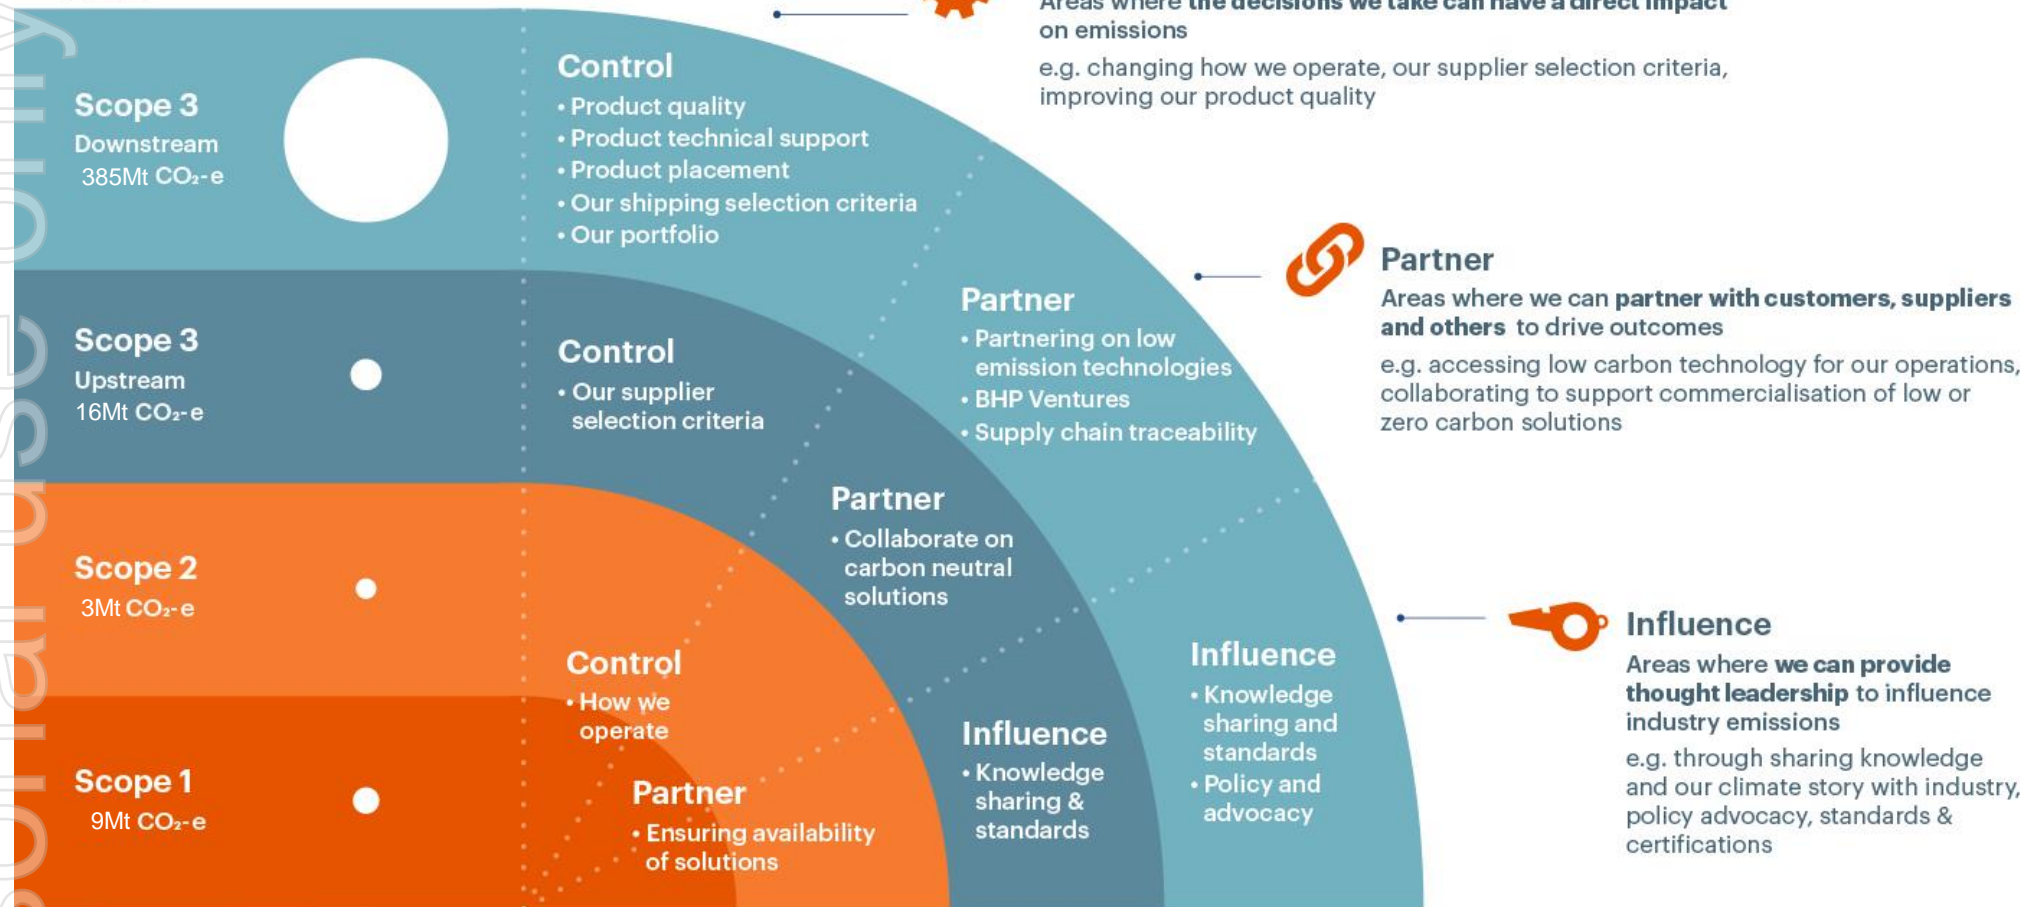 Areas where the decisions we take can have a direct impact
on emissions
e.g. changing how we operate, our supplier selection criteria,
improving our product quality
Scope 3
Downstream
385Mt CO₂-e
Control
• Product quality
• Product technical support
• Product placement
• Our shipping selection criteria
• Our portfolio
Partner
• Partnering on low
emission technologies
• BHP Ventures
• Supply chain traceability
Influence
• Knowledge
sharing and
standards
• Policy and
advocacy
Scope 3
Upstream
16Mt CO₂-e
Control
• Our supplier
selection criteria
Partner
• Collaborate on
carbon neutral
solutions
Influence
• Knowledge
sharing &
standards
Scope 2
3Mt CO₂-e
Control
• How we
operate
Scope 1
9Mt CO₂-e
Partner
• Ensuring availability
of solutions
Partner
Areas where we can partner with customers, suppliers
and others to drive outcomes
e.g. accessing low carbon technology for our operations,
collaborating to support commercialisation of low or
zero carbon solutions
Influence
Areas where we can provide
thought leadership to influence
industry emissions
e.g. through sharing knowledge
and our climate story with industry,
policy advocacy, standards &
certifications
use only